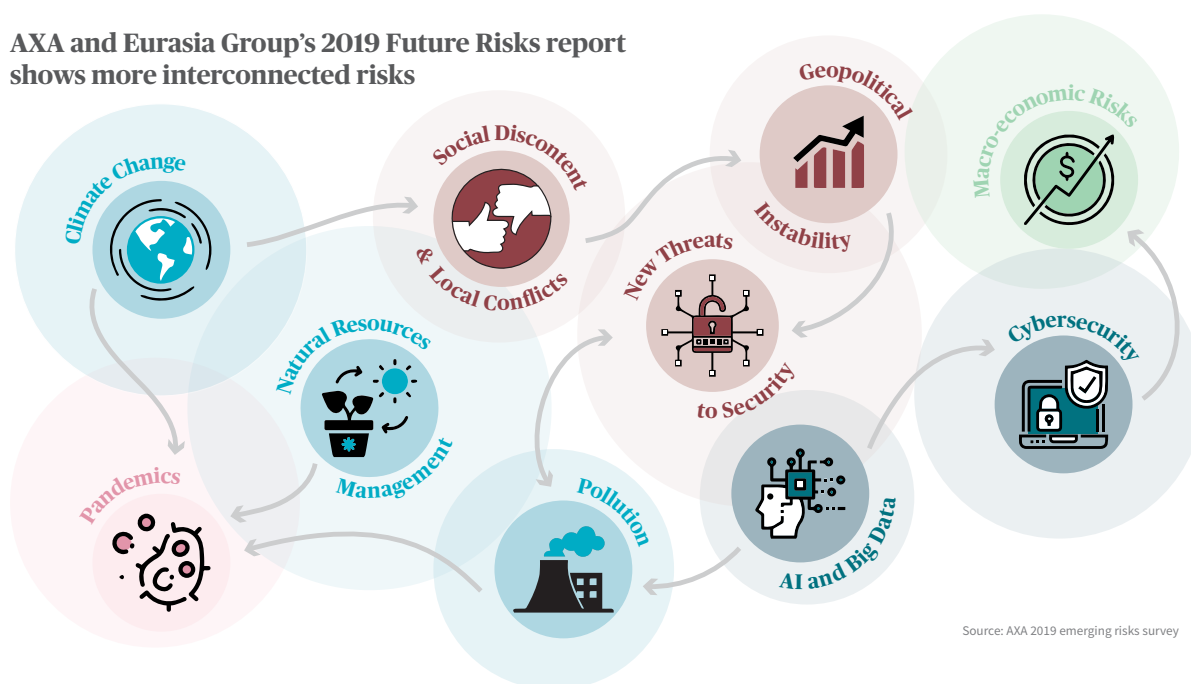 AXA and Eurasia Group’s 2019 Future Risks report
shows more interconnected risks
Climate Change
Social Discontent
& Local Conflicts
Geopolitical
Instability
Macro-economic Risks
$
New Threats
to Security
Natural Resources
Management
Cybersecurity
Pandemics
Pollution
AI and Big Data
Source: AXA 2019 emerging risks survey